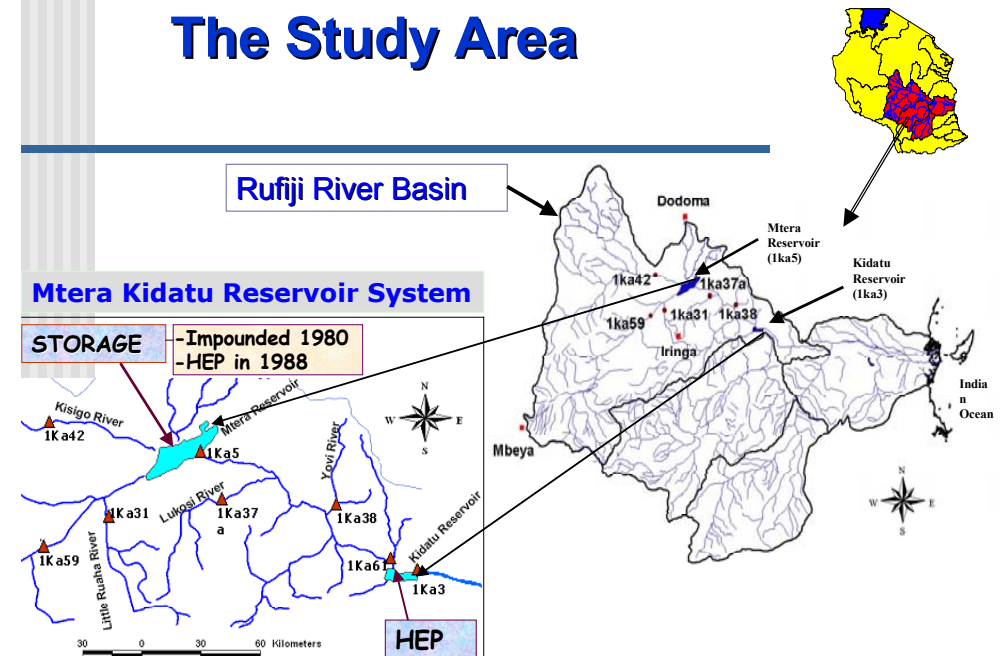 The Study Area
Rufiji River Basin
Dodoma
Mtera
Reservoir
(1ka5)
Kidatu
Reservoir
(1ka3)
1ka42
1ka37a
1ka59
1ka31
1ka38
Iringa
Mbeya
India
n
Ocean
N
W
E
S
Mtera Kidatu Reservoir System
STORAGE
-Impounded 1980
-HEP in 1988
Kisigo River
1Ka42
Mtera Reservoir
1Ka5
N
W
E
S
Yovi River
Lukosi River
1Ka31
1Ka37
a
1Ka38
Kidatu Reservoir
1Ka59
Little Ruaha River
1Ka61
1Ka3
HEP
30
0
30
60 Kilometers